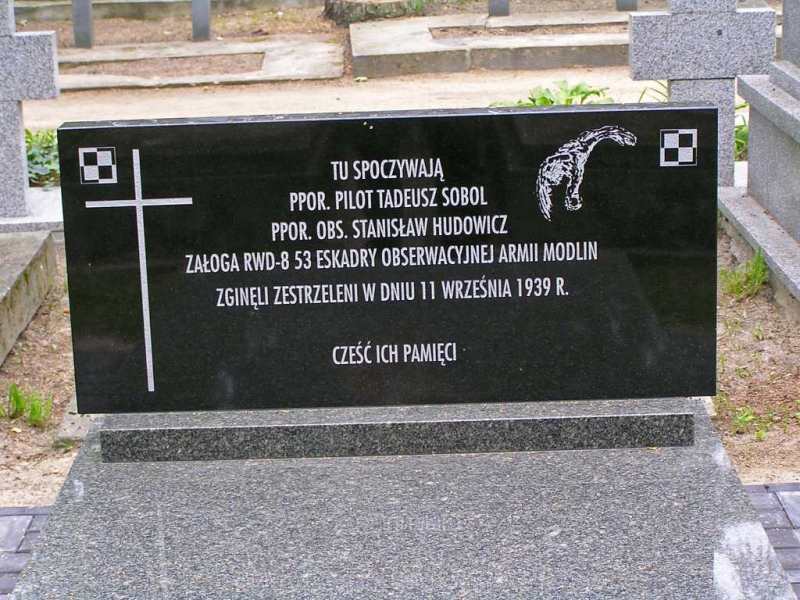 TU SPOCZYWAJĄ
PPOR. PILOT TADEUSZ SOBOL
PPOR. OBS. STANISŁAW HUDOWICZ
ZAŁOGA RWD-8 53 ESKADRY OBSERWACYJNEJ ARMII MODLIN
ZGINĘLI ZESTRZELENI W DNIU 11 WRZEŚNIA 1939 R.
CZEŚĆ ICH PAMIĘCI